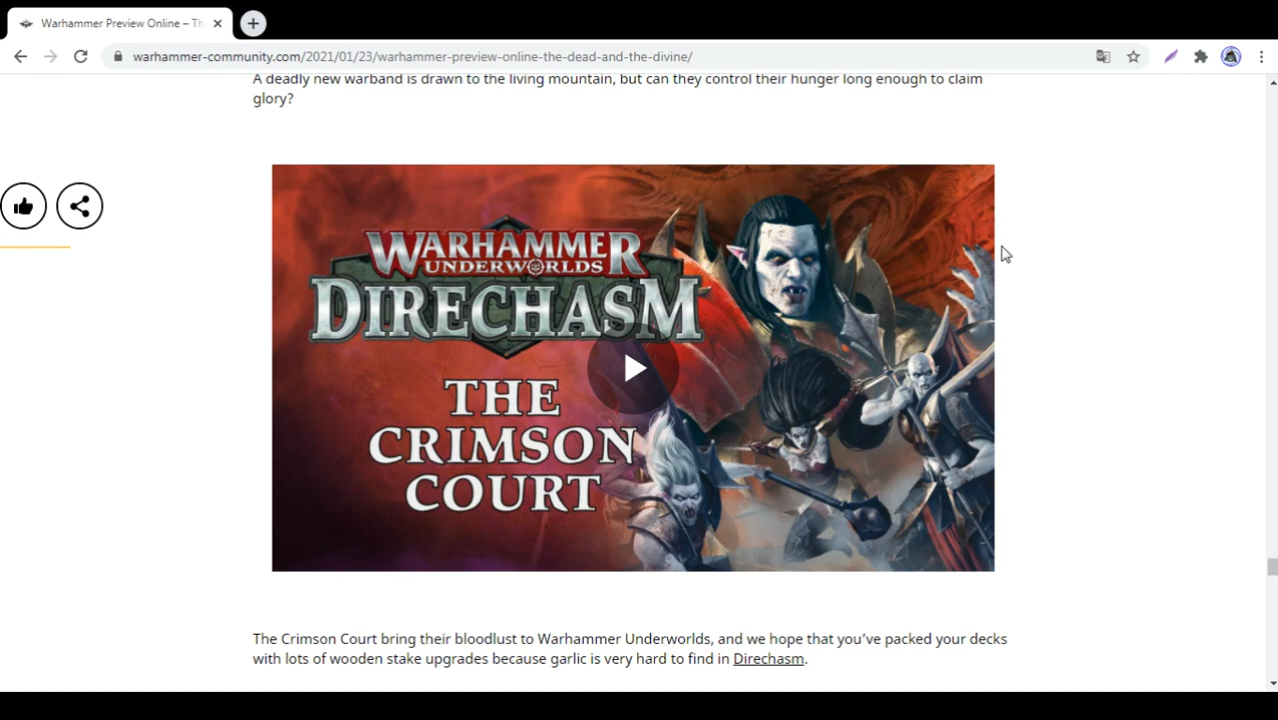 Warhammer Preview Online – Th
warhammer-community.com/2021/01/23/warhammer-preview-online-the-dead-and-the-divine/
A deadly new warband is drawn to the living mountain, but can they control their hunger long enough to claim
glory?
WARHAMMER
UNDERWORLDS
DIRECHASM
THE
CRIMSON
COURT
The Crimson Court bring their bloodlust to Warhammer Underworlds, and we hope that you've packed your decks
with lots of wooden stake upgrades because garlic is very hard to find in Direchasm.